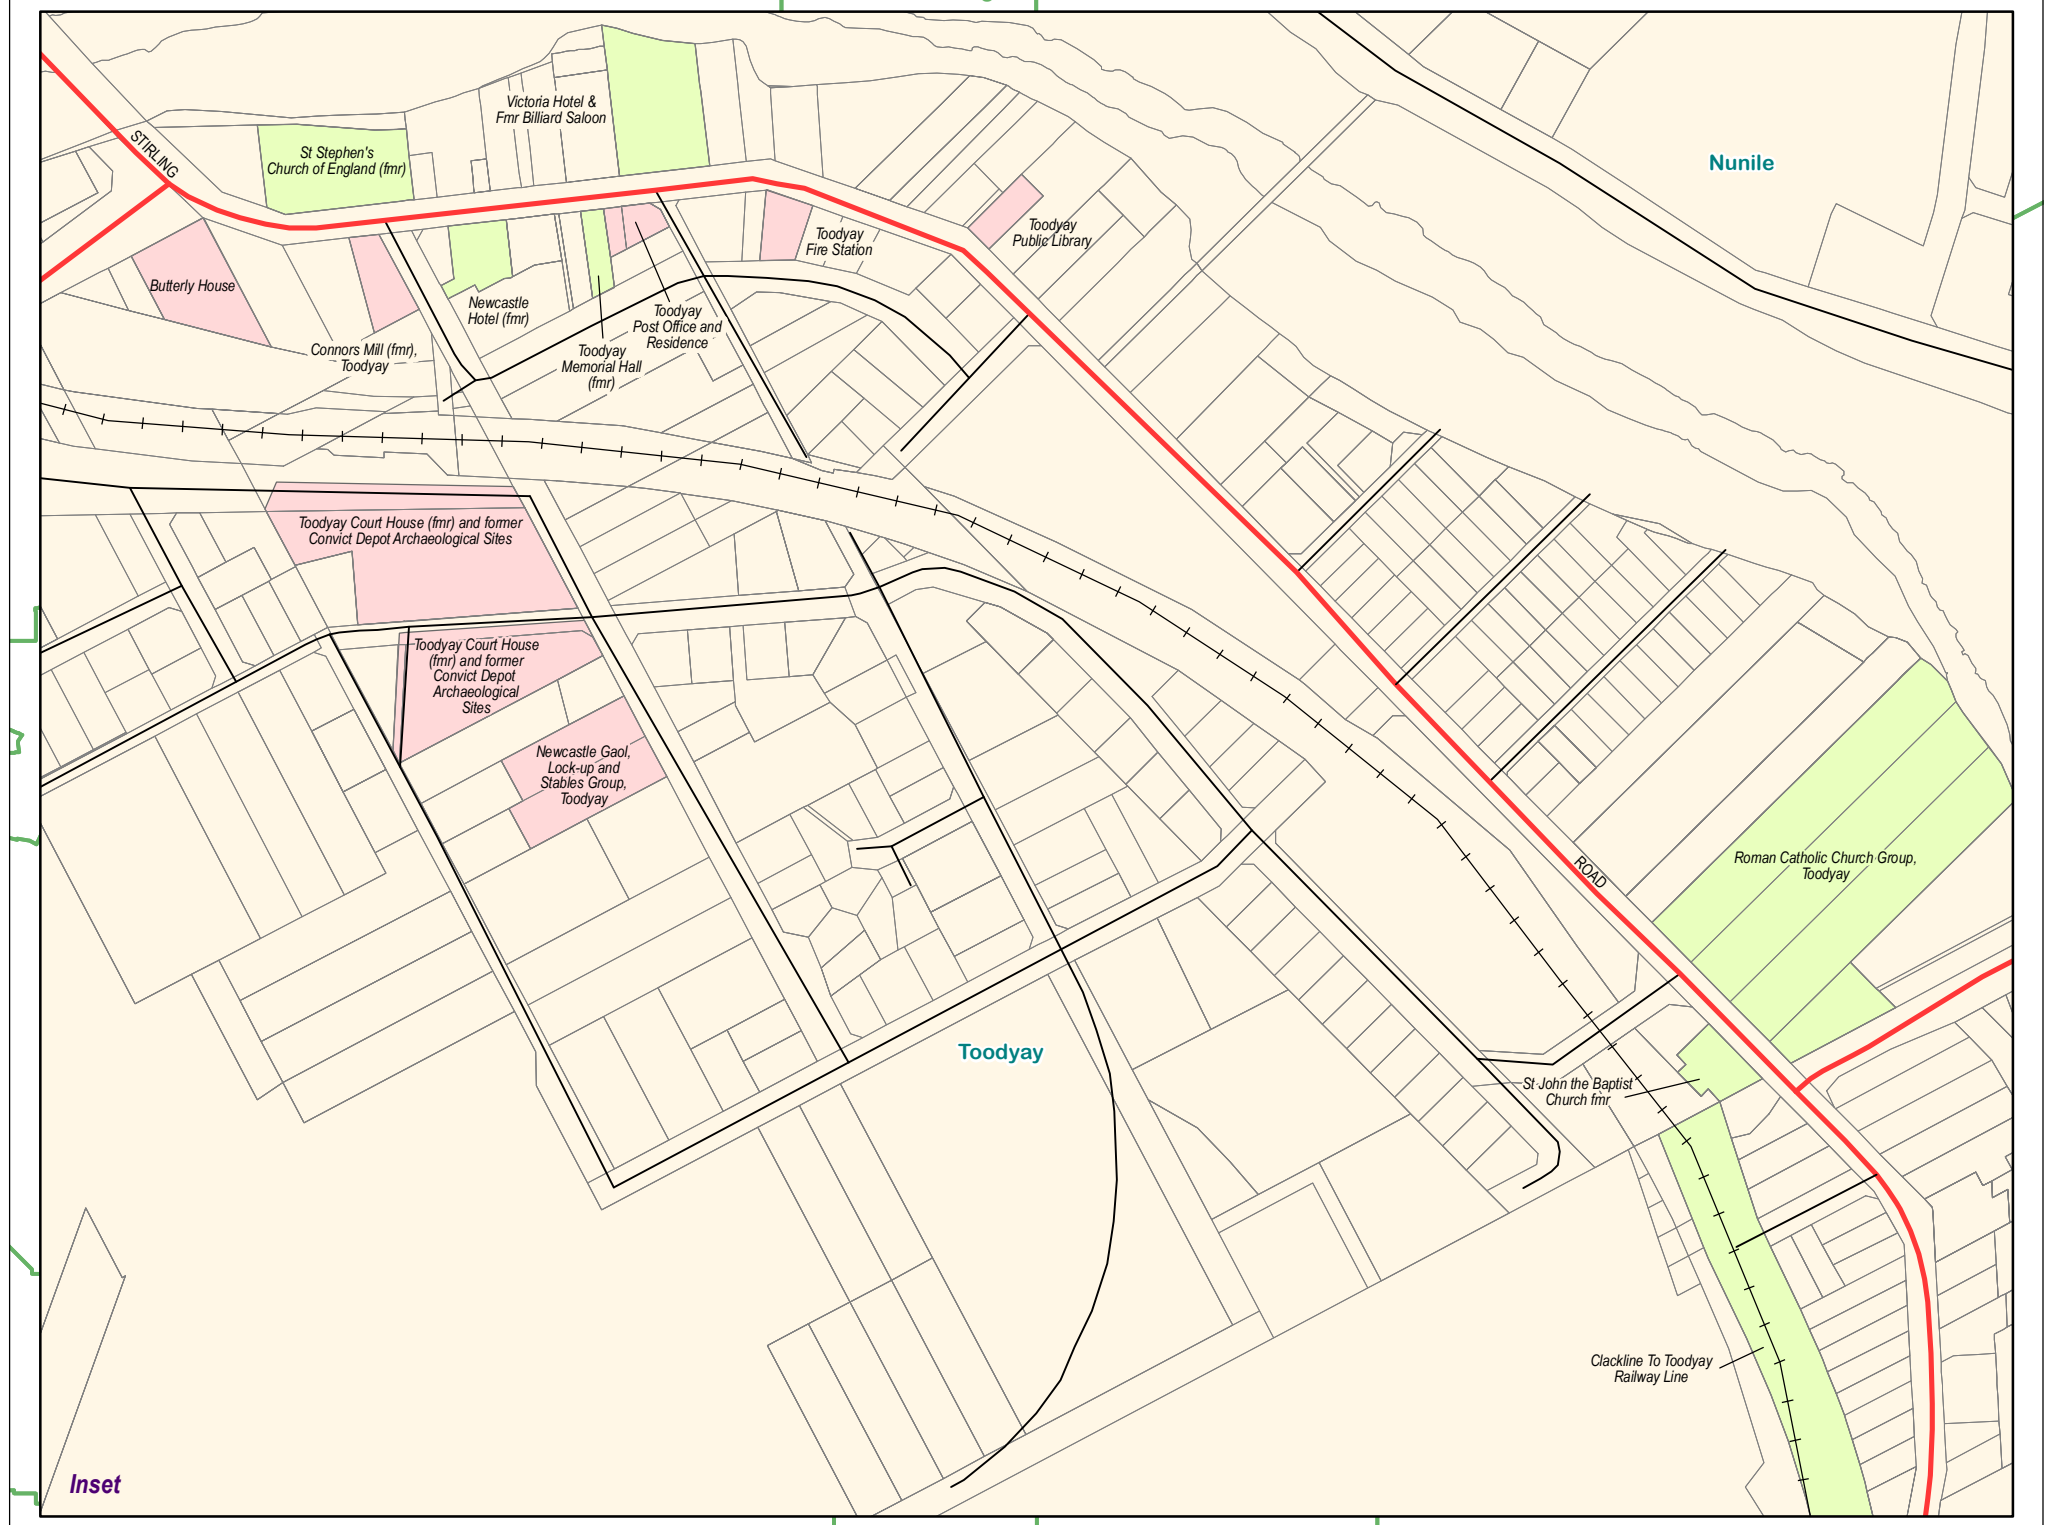 Victoria Hotel &
Fmr Billiard Saloon
STIRLING
St Stephen's
Church of England (fmr)
Nunile
Toodyay
Public Library
Toodyay
Fire Station
Butterly House
Newcastle
Hotel (fmr)
Toodyay
Post Office and
Residence
Connors Mill (fmr),
Toodyay
Toodyay
Memorial Hall
(fmr)
Toodyay Court House (fmr) and former
Convict Depot Archaeological Sites
Toodyay Court House
(fmr) and former
Convict Depot
Archaeological
Sites
Newcastle Gaol,
Lock-up and
Stables Group,
Toodyay
ROAD
Roman Catholic Church Group,
Toodyay
Toodyay
St John the Baptist
Church fmr
Clackline To Toodyay
Railway Line
Inset